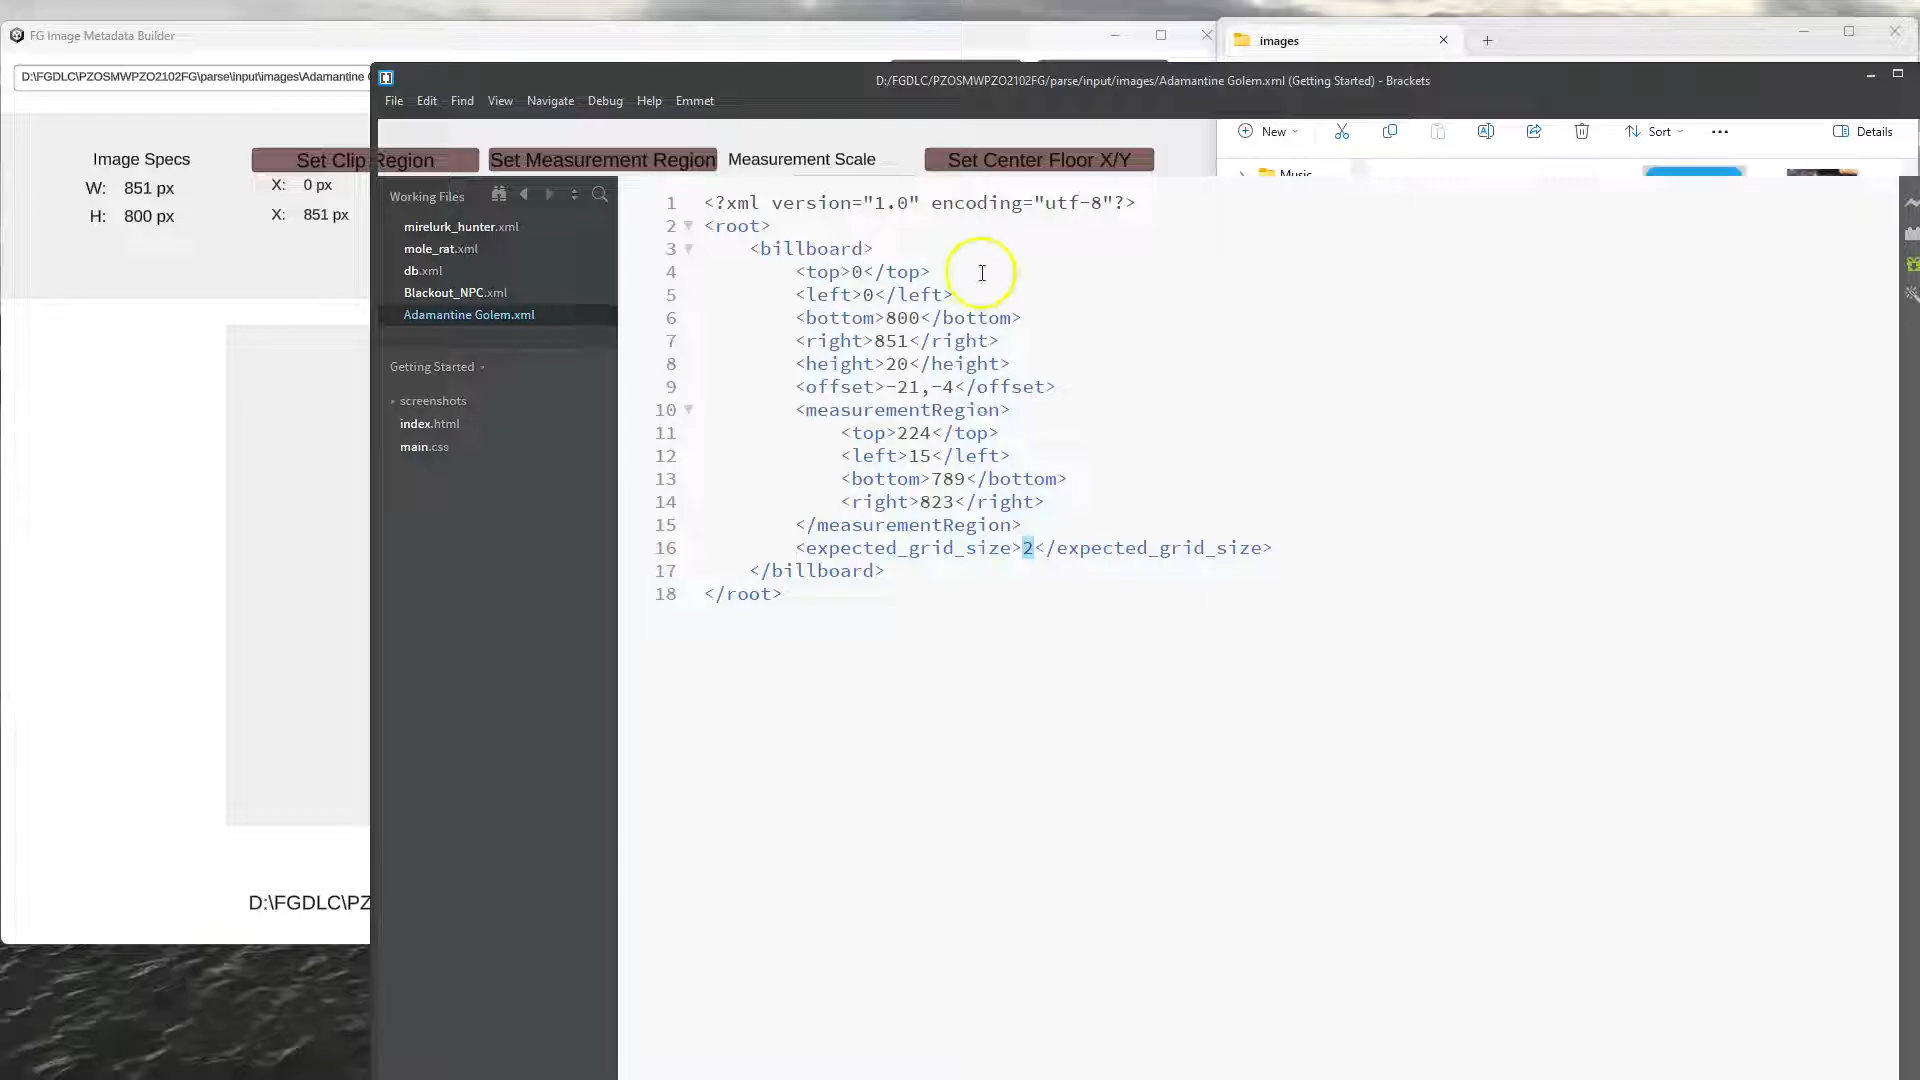 FG Image Metadata Builder
D:\FGDLC\PZOSMWPZO2102FG\parse\input\images\Adamantine
Image Specs
W: 851 px
H: 800 px
Set Clip Region
X: 0 px
X: 851 px
Set Measurement Region
Measurement Scale
Set Center Floor X/Y
D:\FGDLC\PZ
images
New
Sort
Details
Music
D:/FGDLC/PZOSMWPZO2102FG/parse/input/images/Adamantine Golem.xml (Getting Started) - Brackets
File Edit Find View Navigate Debug Help Emmet
Working Files
mirelurk_hunter.xml
mole_rat.xml
db.xml
Blackout_NPC.xml
Adamantine Golem.xml
Getting Started
screenshots
index.html
main.css
1 <?xml version="1.0" encoding="utf-8"?>
2 <root>
3 <billboard>
4 <top>0</top>
5 <left>0</left>
6 <bottom>800</bottom>
7 <right>851</right>
8 <height>20</height>
9 <offset>-21,-4</offset>
10 <measurementRegion>
11 <top>224</top>
12 <left>15</left>
13 <bottom>789</bottom>
14 <right>823</right>
15 </measurementRegion>
16 <expected_grid_size>2</expected_grid_size>
17 </billboard>
18 </root>